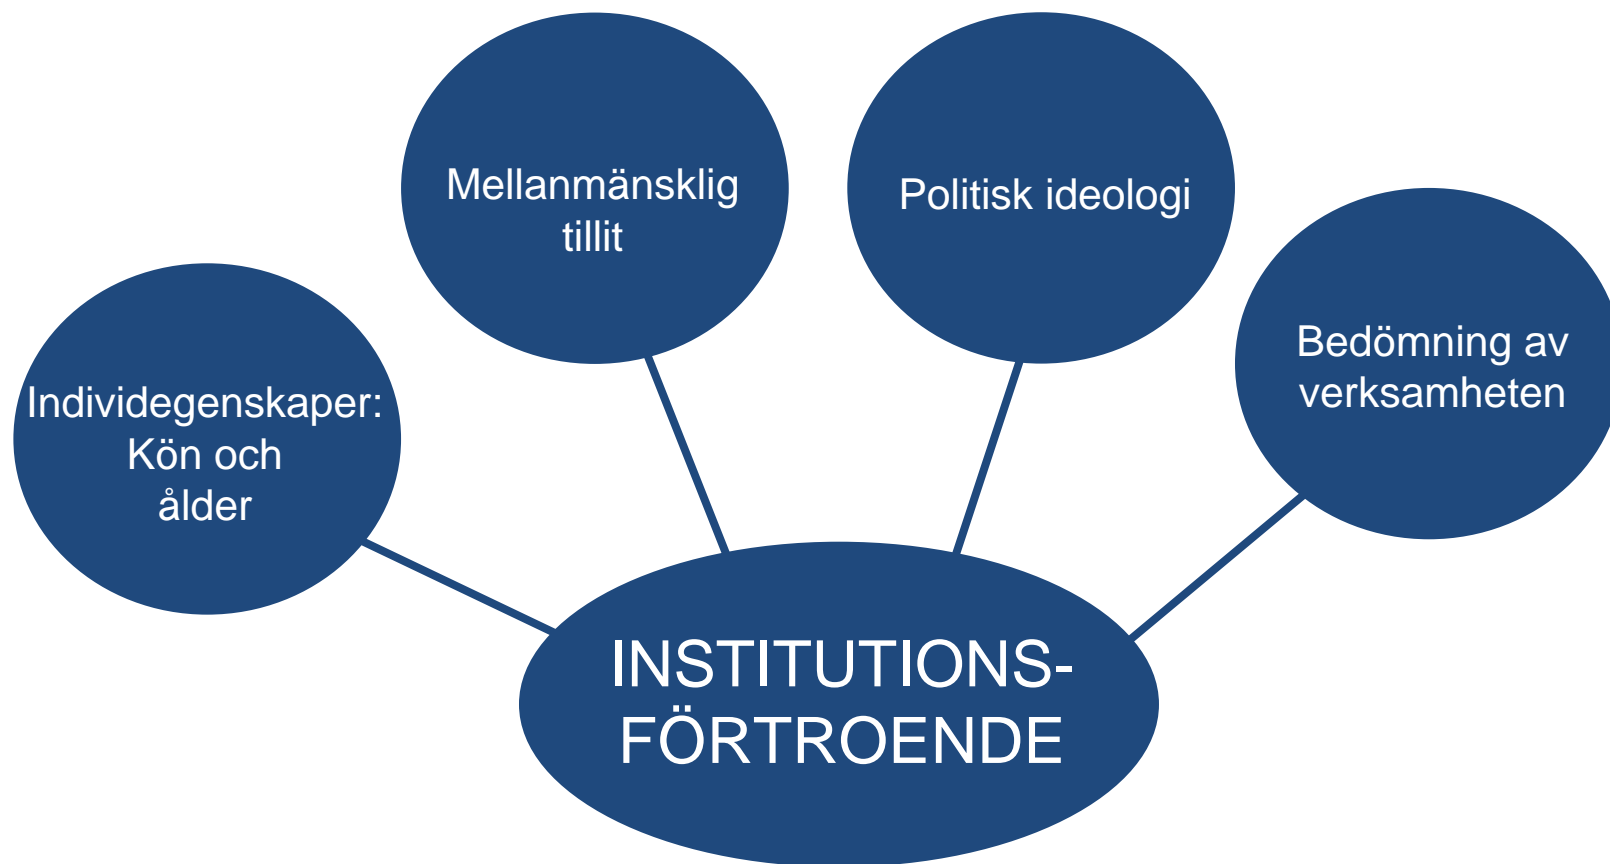 Mellanmänsklig
tillit
Politisk ideologi
Bedömning av
verksamheten
Individegenskaper:
Kön och
ålder
INSTITUTIONS-
FÖRTROENDE